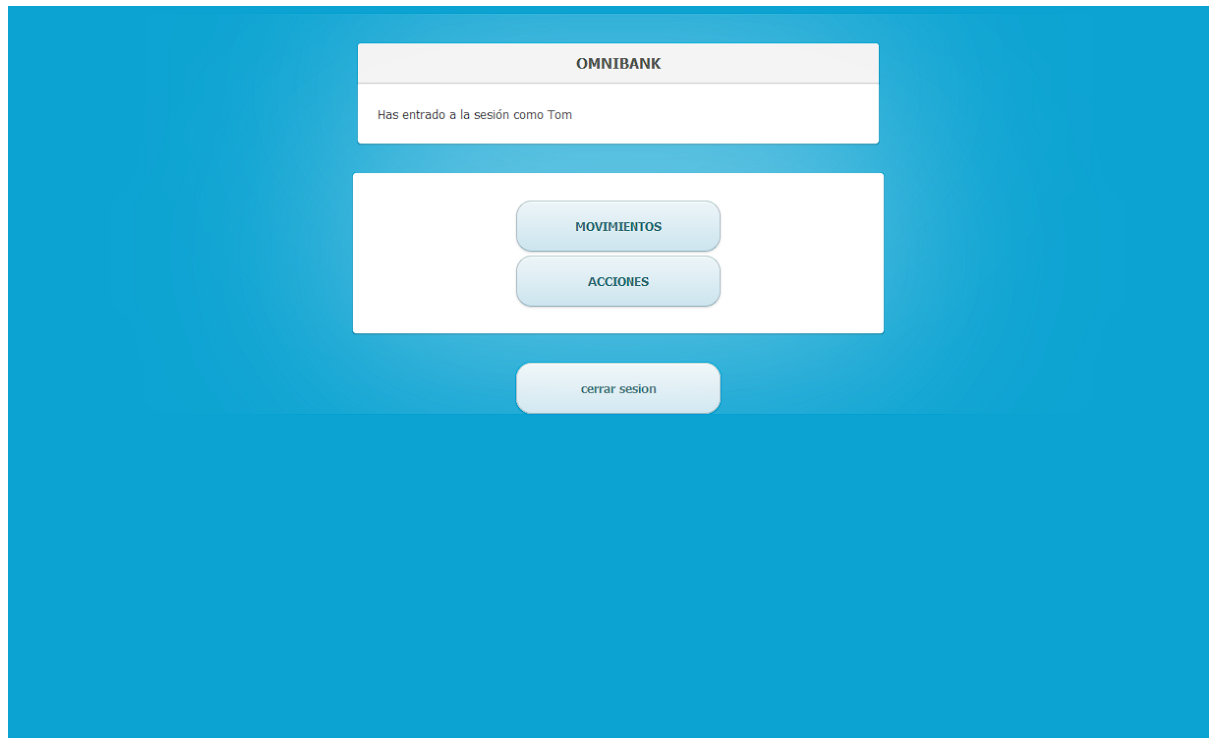 OMNIBANK
Has entrado a la sesión como Tom
MOVIMIENTOS
ACCIONES
cerrar sesion